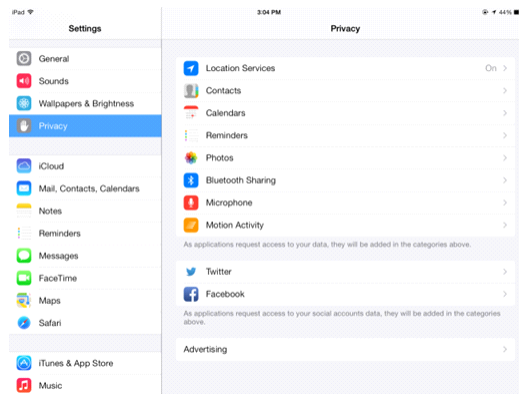 iPad 3:04 PM 44%
Settings
General
Sounds
Wallpapers & Brightness
Privacy
iCloud
Mail, Contacts, Calendars
Notes
Reminders
Messages
FaceTime
Maps
Safari
iTunes & App Store
Music
Privacy
Location Services On
Contacts
Calendars
Reminders
Photos
Bluetooth Sharing
Microphone
Motion Activity
As applications request access to your data, they will be added in the categories above.
Twitter
Facebook
As applications request access to your social accounts data, they will be added in the categories
above.
Advertising